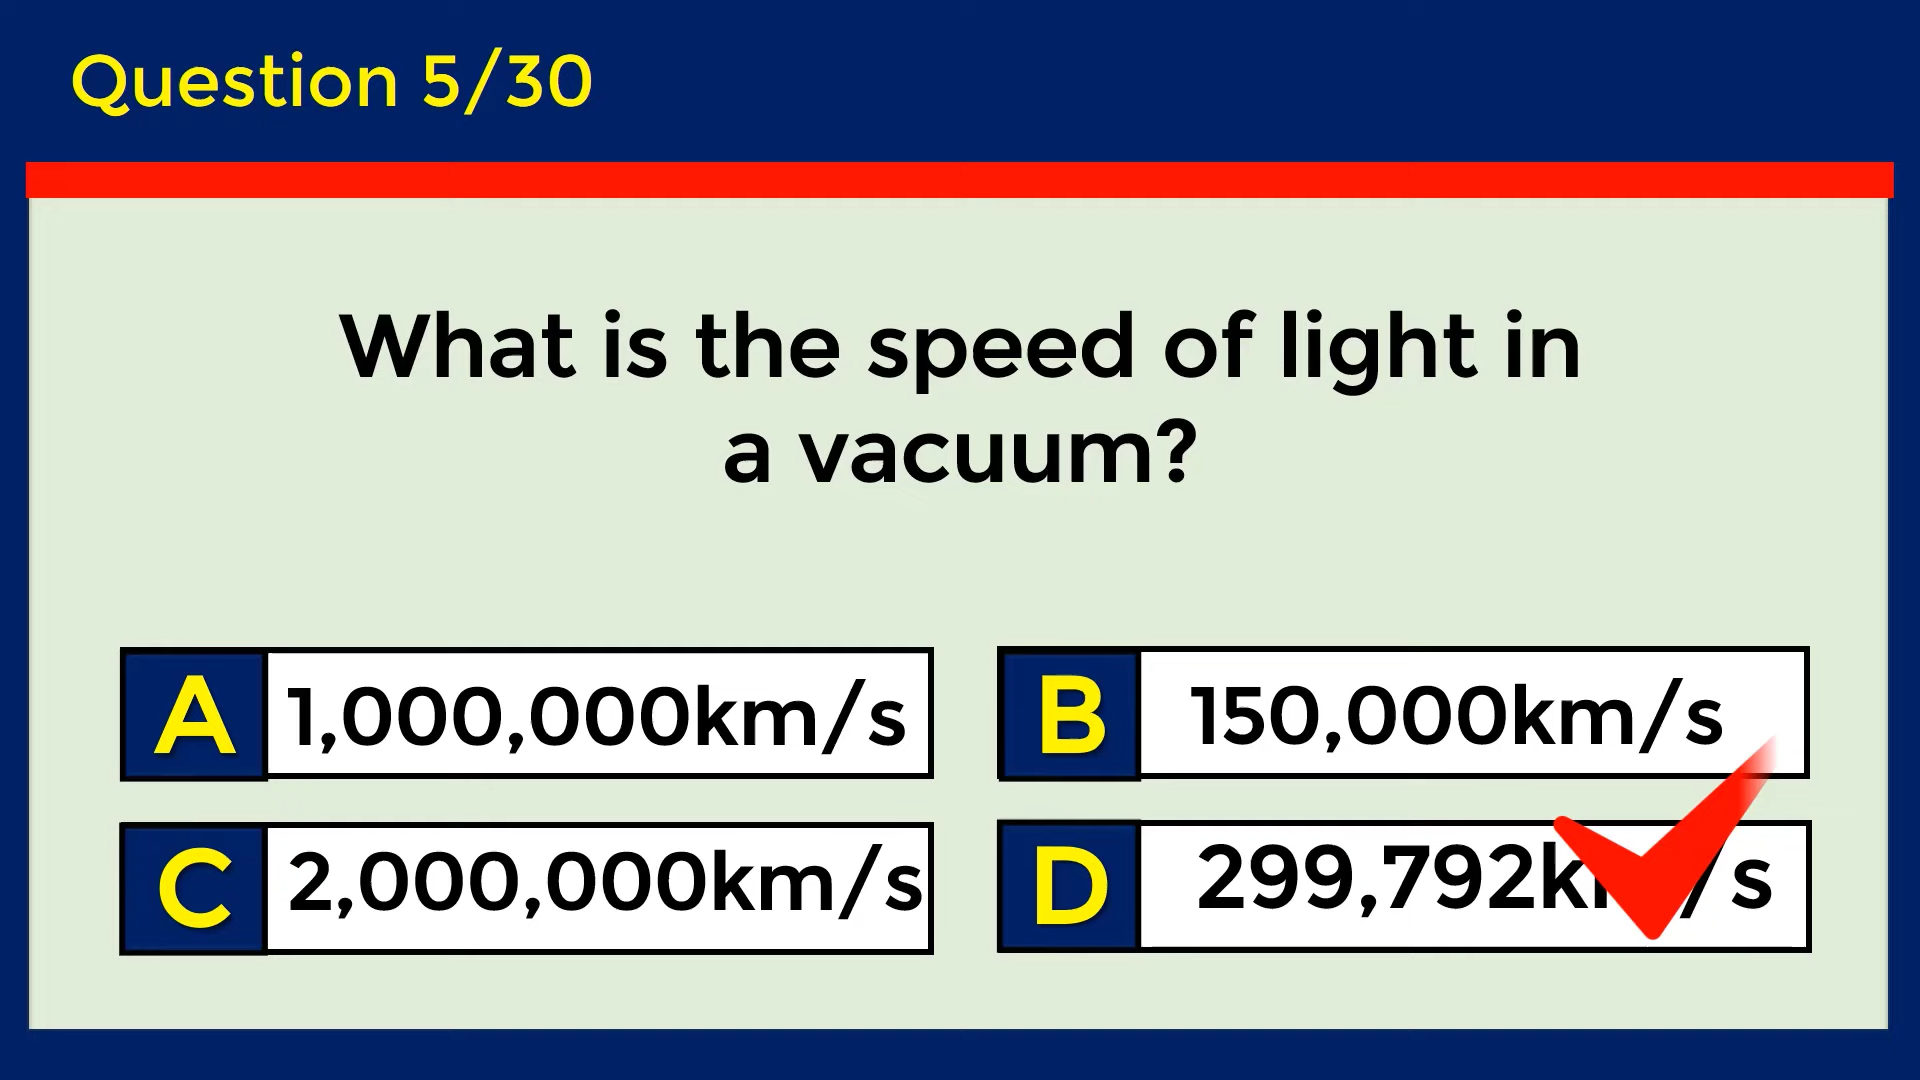 Question 5/30
What is the speed of light in
a vacuum?
A 1,000,000km/s
B 150,000km/s
C 2,000,000km/s
D 299,792km/s